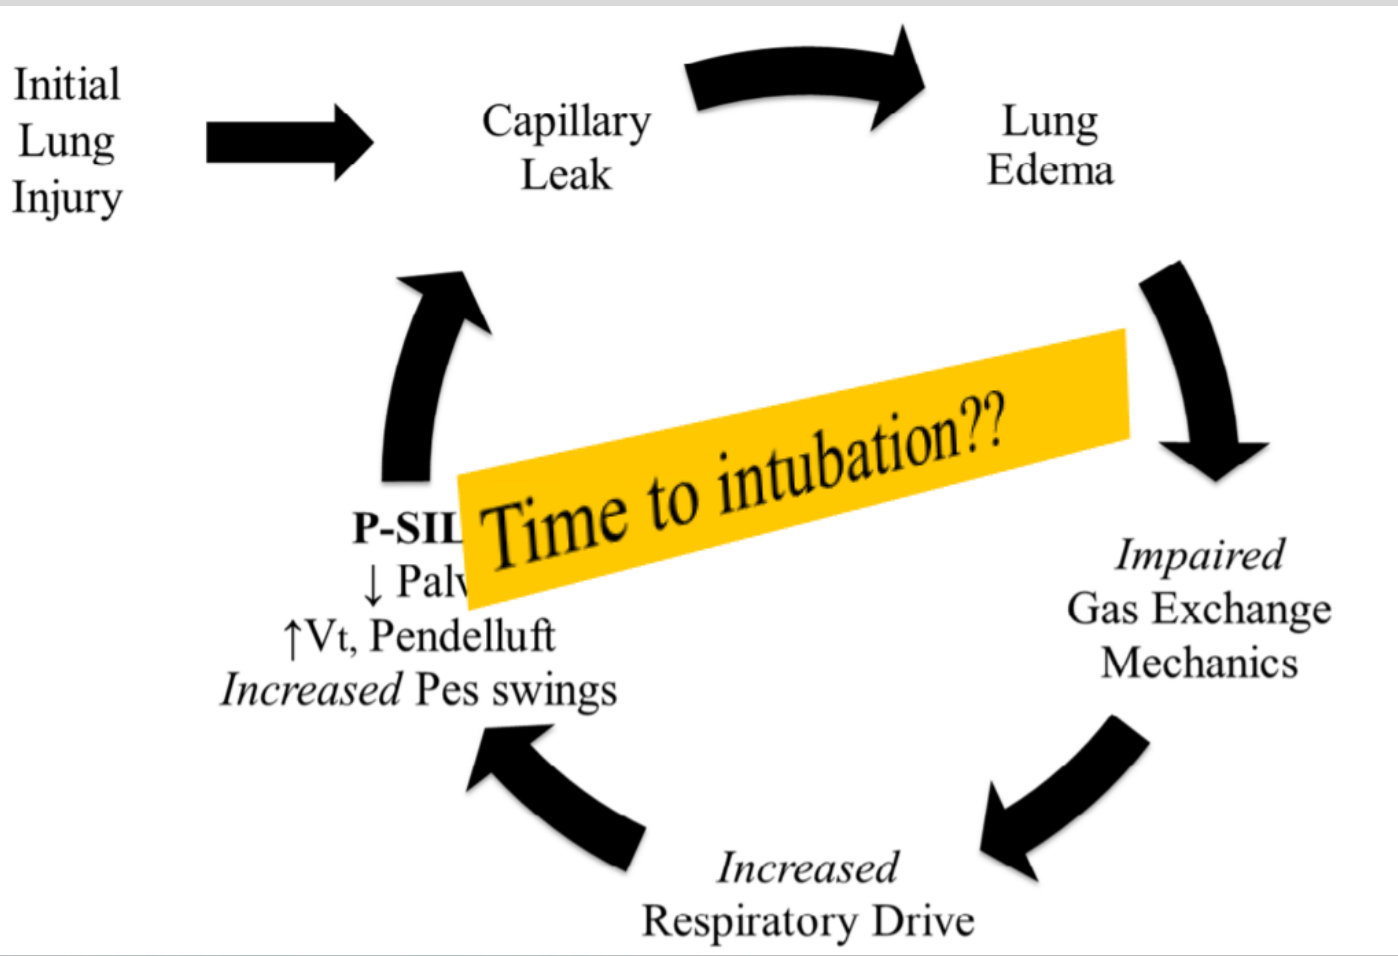 Initial
Lung
Injury
Capillary
Leak
Lung
Edema
Time to intubation??
Impaired
Gas Exchange
Mechanics
Increased
Respiratory Drive
↓
↑Vt, Pendelluft
Increased Pes swings